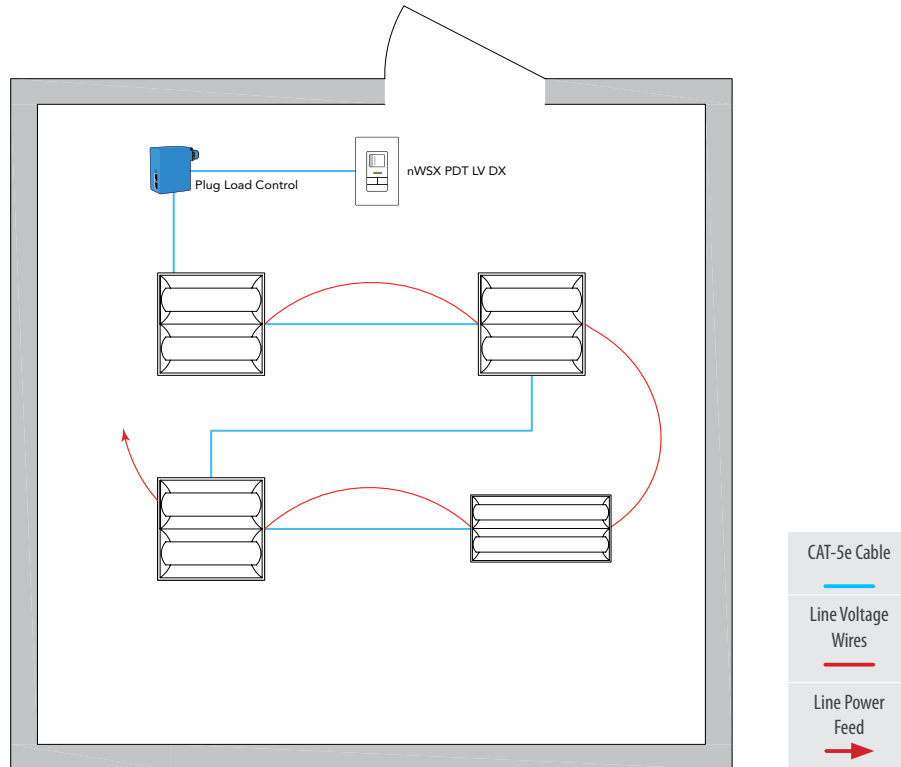 nWSX PDT LV DX
Plug Load Control
CAT-5e Cable
Line Voltage
Wires
Line Power
Feed